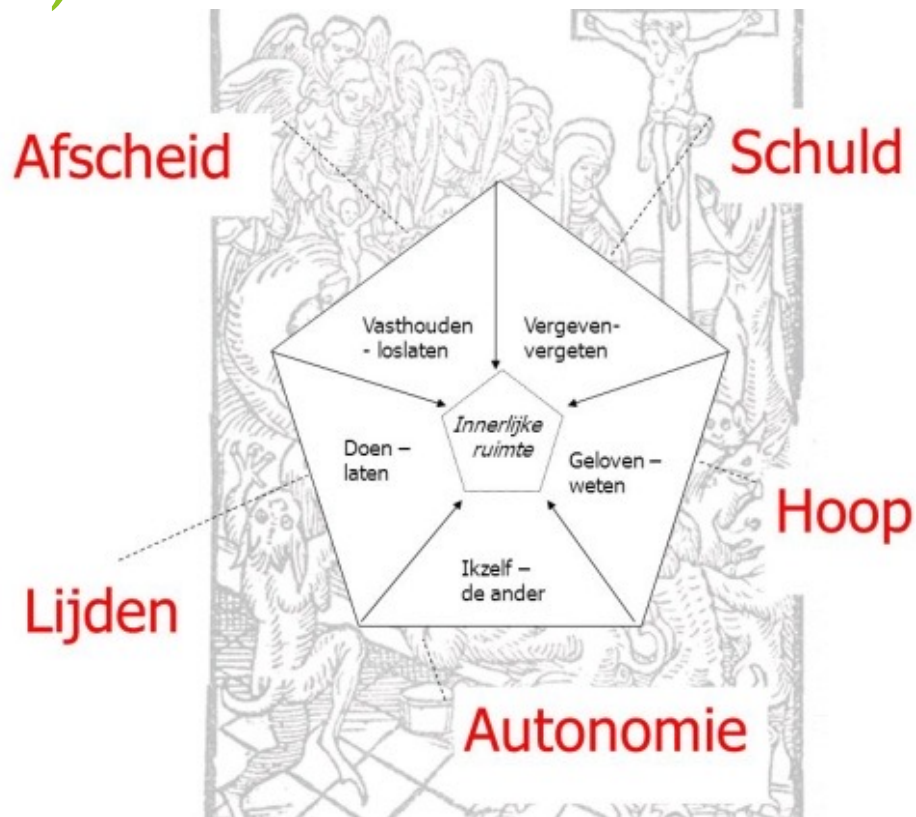 Afscheid
Schuld
Vasthouden
- loslaten
Vergeven-
vergeten
Innerlijke
ruimte
Doen –
laten
Geloven –
weten
Hoop
Ikzelf –
de ander
Lijden
Autonomie